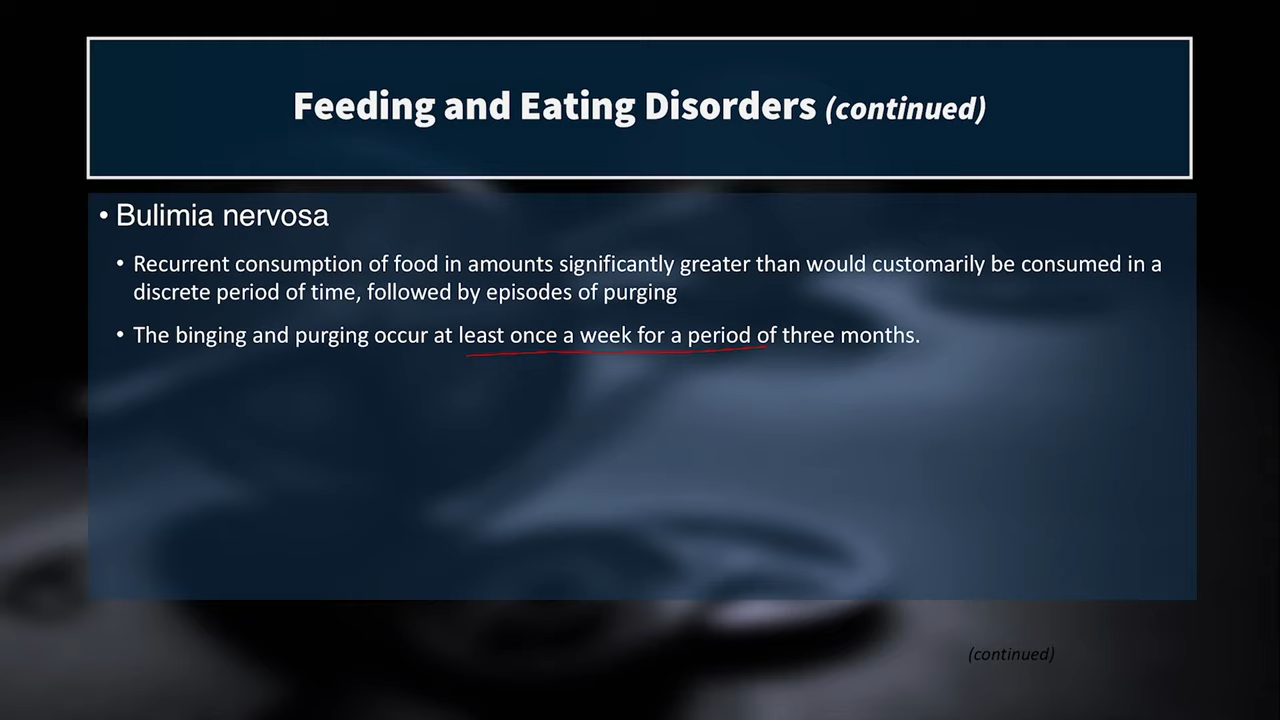 Feeding and Eating Disorders (continued)
• Bulimia nervosa
• Recurrent consumption of food in amounts significantly greater than would customarily be consumed in a
discrete period of time, followed by episodes of purging
• The binging and purging occur at least once a week for a period of three months.
(continued)